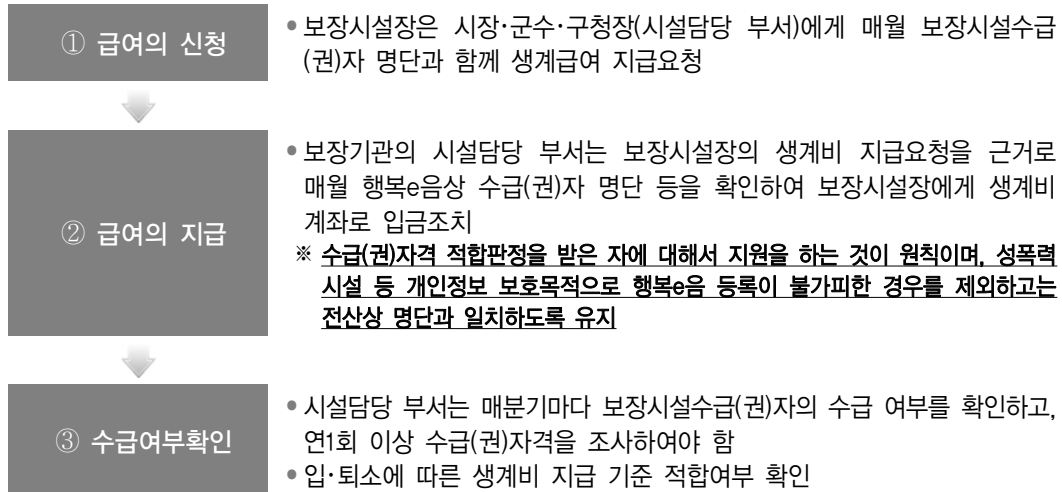 ① 급여의 신청
•보장시설장은 시장·군수·구청장(시설담당 부서)에게 매월 보장시설수급
(권)자 명단과 함께 생계급여 지급요청
② 급여의 지급
•보장기관의 시설담당 부서는 보장시설장의 생계비 지급요청을 근거로
매월 행복e음상 수급(권)자 명단 등을 확인하여 보장시설장에게 생계비
계좌로 입금조치
※ 수급(권)자격 적합판정을 받은 자에 대해서 지원을 하는 것이 원칙이며, 성폭력
시설 등 개인정보 보호목적으로 행복e음 등록이 불가피한 경우를 제외하고는
전산상 명단과 일치하도록 유지
③ 수급여부확인
•시설담당 부서는 매분기마다 보장시설수급(권)자의 수급 여부를 확인하고,
연1회 이상 수급(권)자격을 조사하여야 함
•입·퇴소에 따른 생계비 지급 기준 적합여부 확인